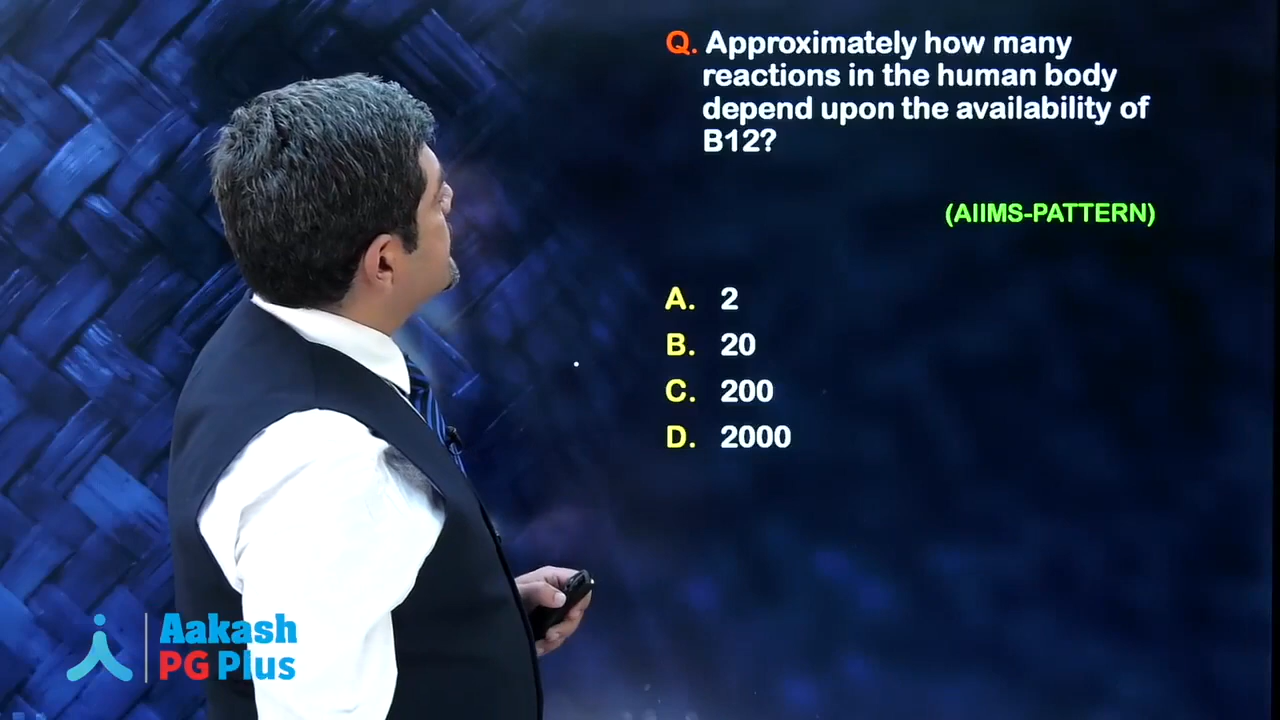 Q. Approximately how many
reactions in the human body
depend upon the availability of
B12?
(AIIMS-PATTERN)
A. 2
B. 20
C. 200
D. 2000
Aakash
PG Plus